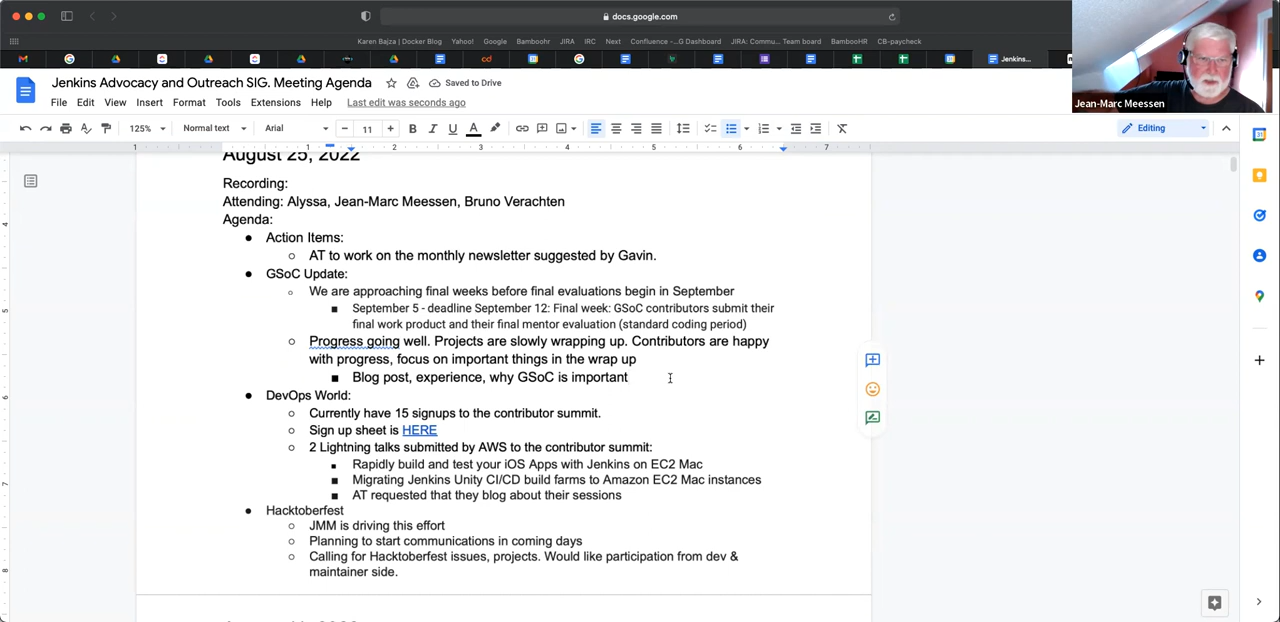 docs.google.com
Karen Bajza | Docker Blog Yahoo! Google Bamboohr JIRA IRC Next Confluence -...G Dashboard JIRA: Commu... Team board BambooHR CB-paycheck
Jenkins...
Jenkins Advocacy and Outreach SIG. Meeting Agenda
Saved to Drive
File Edit View Insert Format Tools Extensions Help Last edit was seconds ago
125% Normal text Arial 11 Editing
1 1 2 3 4 5 6 7
August 25, 2022
Recording:
Attending: Alyssa, Jean-Marc Meessen, Bruno Verachten
Agenda:
Action Items:
AT to work on the monthly newsletter suggested by Gavin.
GSoC Update:
We are approaching final weeks before final evaluations begin in September
September 5 - deadline September 12: Final week: GSoC contributors submit their
final work product and their final mentor evaluation (standard coding period)
Progress going well. Projects are slowly wrapping up. Contributors are happy
with progress, focus on important things in the wrap up
Blog post, experience, why GSoC is important
DevOps World:
Currently have 15 signups to the contributor summit.
Sign up sheet is HERE
2 Lightning talks submitted by AWS to the contributor summit:
Rapidly build and test your iOS Apps with Jenkins on EC2 Mac
Migrating Jenkins Unity CI/CD build farms to Amazon EC2 Mac instances
AT requested that they blog about their sessions
Hacktoberfest
JMM is driving this effort
Planning to start communications in coming days
Calling for Hacktoberfest issues, projects. Would like participation from dev &
maintainer side.
Jean-Marc Meessen